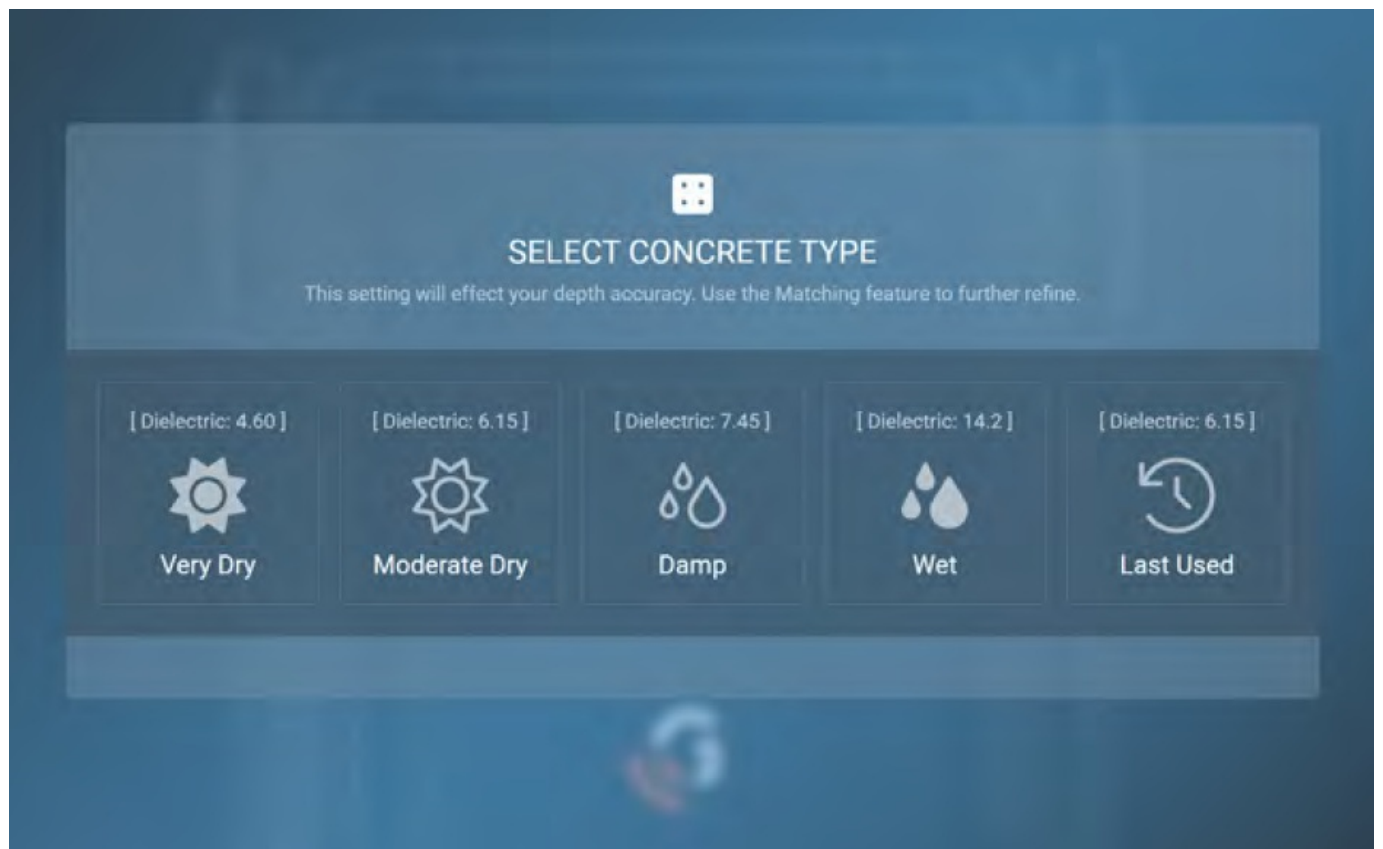 SELECT CONCRETE TYPE
This setting will effect your depth accuracy. Use the Matching feature to further refine.
[ Dielectric: 4.60 ]
Very Dry
[ Dielectric: 6.15 ]
Moderate Dry
[ Dielectric: 7.45 ]
Damp
[ Dielectric: 14.2 ]
Wet
[ Dielectric: 6.15 ]
Last Used